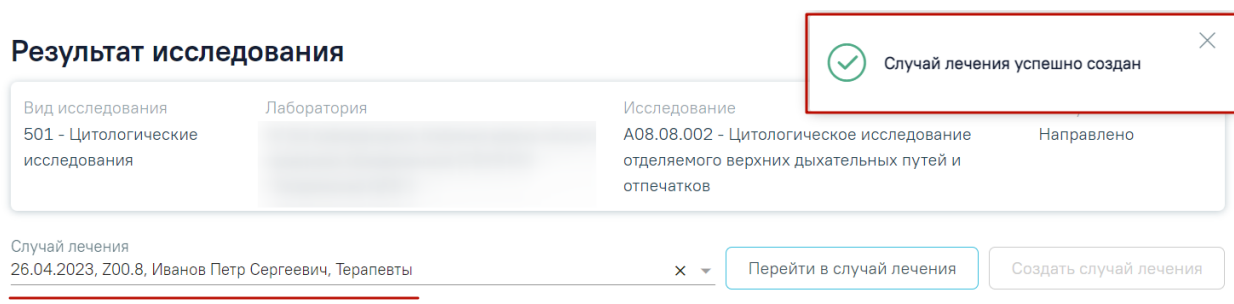 Результат исследования
Случай лечения успешно создан
Вид исследования
501 - Цитологические
исследования
Лаборатория
Исследование
A08.08.002 - Цитологическое исследование
отделяемого верхних дыхательных путей и
отпечатков
Направлено
Случай лечения
26.04.2023, Z00.8, Иванов Петр Сергеевич, Терапевты
Перейти в случай лечения
Создать случай лечения